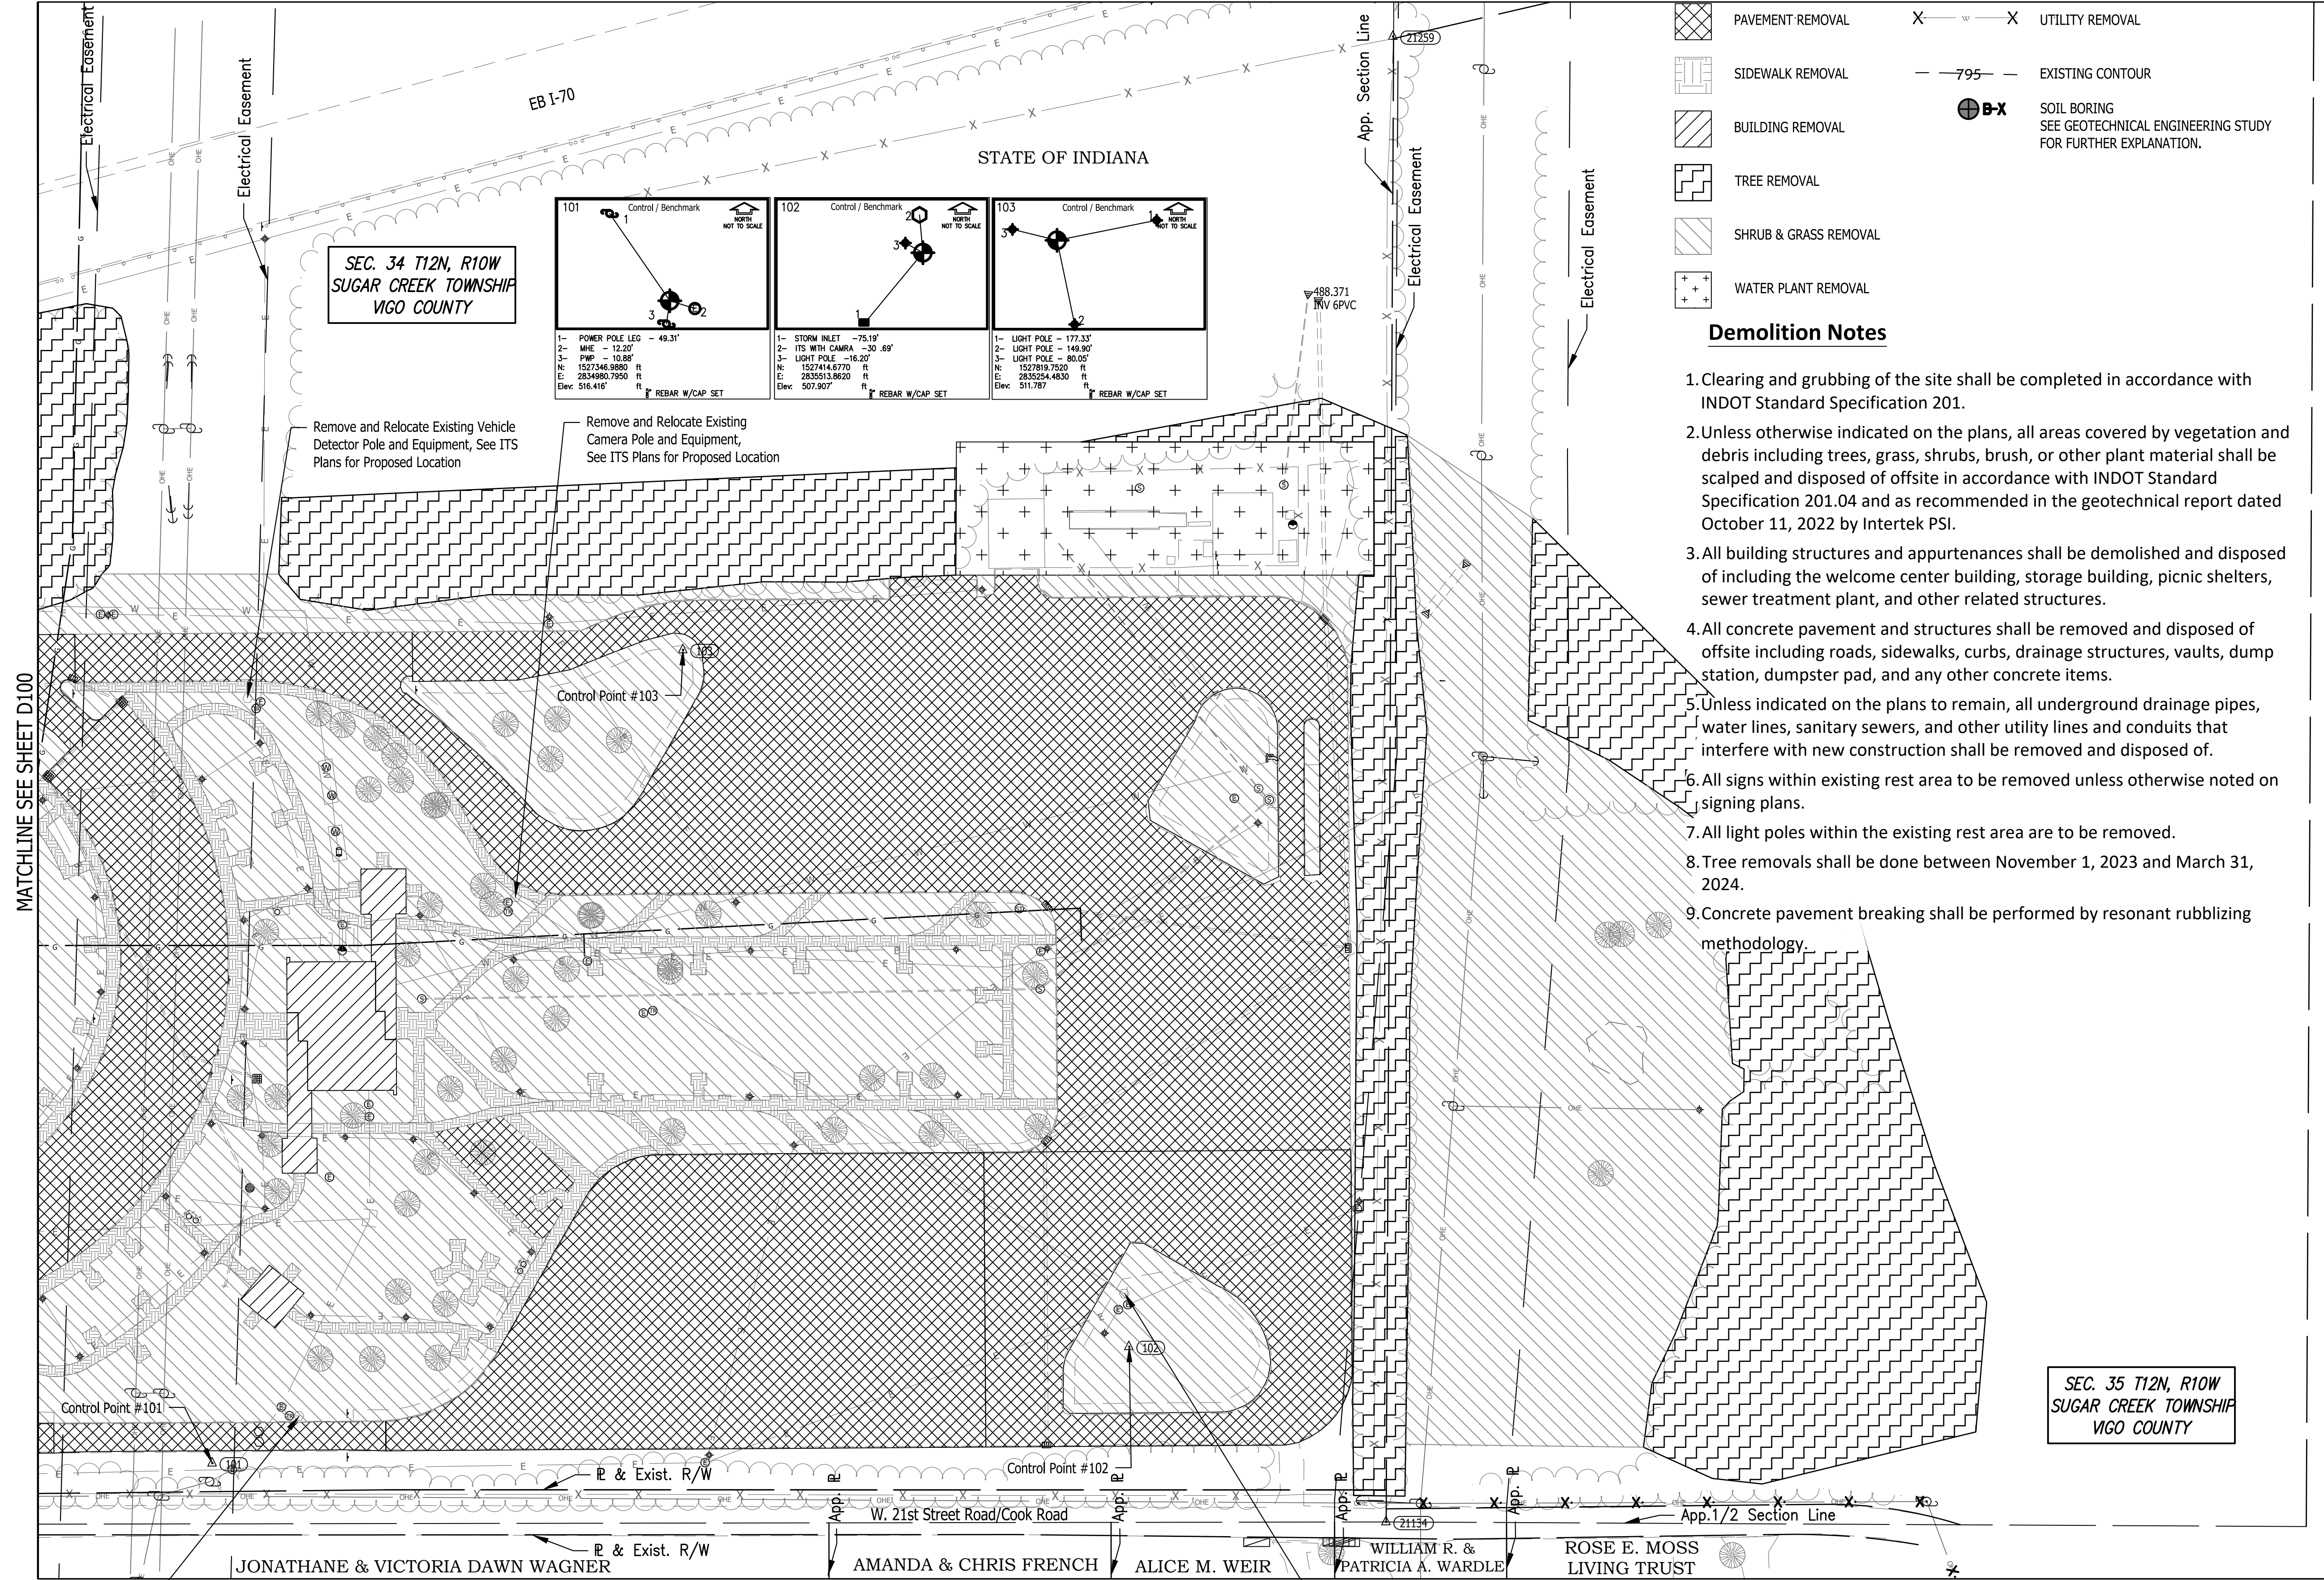 PAVEMENT REMOVAL
SIDEWALK REMOVAL
BUILDING REMOVAL
TREE REMOVAL
SHRUB & GRASS REMOVAL
WATER PLANT REMOVAL
X W X UTILITY REMOVAL
795 EXISTING CONTOUR
B-X SOIL BORING
SEE GEOTECHNICAL ENGINEERING STUDY
FOR FURTHER EXPLANATION.
Demolition Notes
1. Clearing and grubbing of the site shall be completed in accordance with
INDOT Standard Specification 201.
2. Unless otherwise indicated on the plans, all areas covered by vegetation and
debris including trees, grass, shrubs, brush, or other plant material shall be
scalped and disposed of offsite in accordance with INDOT Standard
Specification 201.04 and as recommended in the geotechnical report dated
October 11, 2022 by Intertek PSI.
3. All building structures and appurtenances shall be demolished and disposed
of including the welcome center building, storage building, picnic shelters,
sewer treatment plant, and other related structures.
4. All concrete pavement and structures shall be removed and disposed of
offsite including roads, sidewalks, curbs, drainage structures, vaults, dump
station, dumpster pad, and any other concrete items.
5. Unless indicated on the plans to remain, all underground drainage pipes,
water lines, sanitary sewers, and other utility lines and conduits that
interfere with new construction shall be removed and disposed of.
6. All signs within existing rest area to be removed unless otherwise noted on
signing plans.
7. All light poles within the existing rest area are to be removed.
8. Tree removals shall be done between November 1, 2023 and March 31,
2024.
9. Concrete pavement breaking shall be performed by resonant rubblizing
methodology.
Electrical Easement
Electrical Easement
EB I-70
STATE OF INDIANA
App. Section Line
21259
Electrical Easement
Electrical Easement
SEC. 34 T12N, R10W
SUGAR CREEK TOWNSHIP
VIGO COUNTY
101 Control / Benchmark
NORTH
NOT TO SCALE
1
2
3
1- POWER POLE LEG - 49.31'
2- MHE - 12.20'
3- PWP - 10.88'
N: 1527346.9880 ft
E: 2834980.7950 ft
Elev: 516.416' ft
REBAR W/CAP SET
102 Control / Benchmark
NORTH
NOT TO SCALE
2
3
1
1- STORM INLET -75.19'
2- ITS WITH CAMRA -30 .69'
3- LIGHT POLE -16.20'
N: 1527414.6770 ft
E: 2835513.8620 ft
Elev: 507.907' ft
REBAR W/CAP SET
103 Control / Benchmark
NORTH
NOT TO SCALE
1
3
2
1- LIGHT POLE - 177.33'
2- LIGHT POLE - 149.90'
3- LIGHT POLE - 80.05'
N: 1527819.7520 ft
E: 2835254.4830 ft
Elev: 511.787 ft
REBAR W/CAP SET
488.371
INV 6PVC
Remove and Relocate Existing Vehicle
Detector Pole and Equipment, See ITS
Plans for Proposed Location
Remove and Relocate Existing
Camera Pole and Equipment,
See ITS Plans for Proposed Location
103
Control Point #103
MATCHLINE SEE SHEET D100
Control Point #101
101
102
Control Point #102
SEC. 35 T12N, R10W
SUGAR CREEK TOWNSHIP
VIGO COUNTY
PL & Exist. R/W
App. PL
App. PL
App. PL
App. PL
W. 21st Street Road/Cook Road
21134
App.1/2 Section Line
PL & Exist. R/W
JONATHANE & VICTORIA DAWN WAGNER
AMANDA & CHRIS FRENCH
ALICE M. WEIR
WILLIAM R. &
PATRICIA A. WARDLE
ROSE E. MOSS
LIVING TRUST